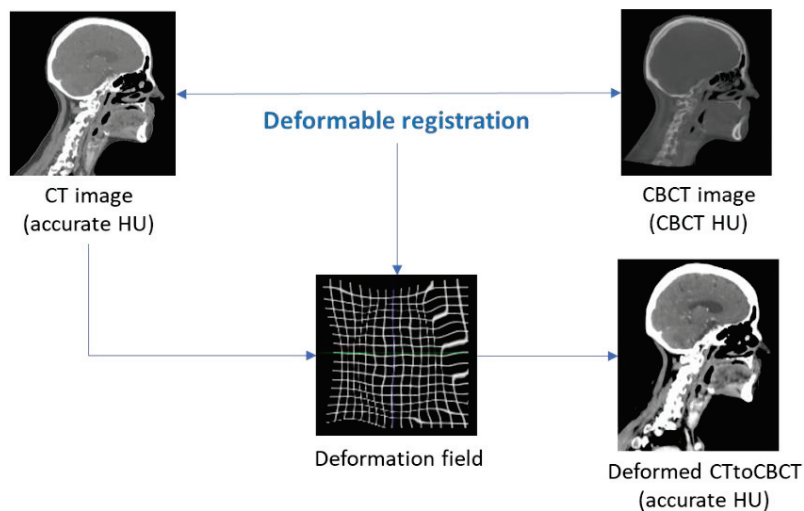 Deformable registration
CT image
(accurate HU)
CBCT image
(CBCT HU)
Deformation field
Deformed CTtoCBCT
(accurate HU)